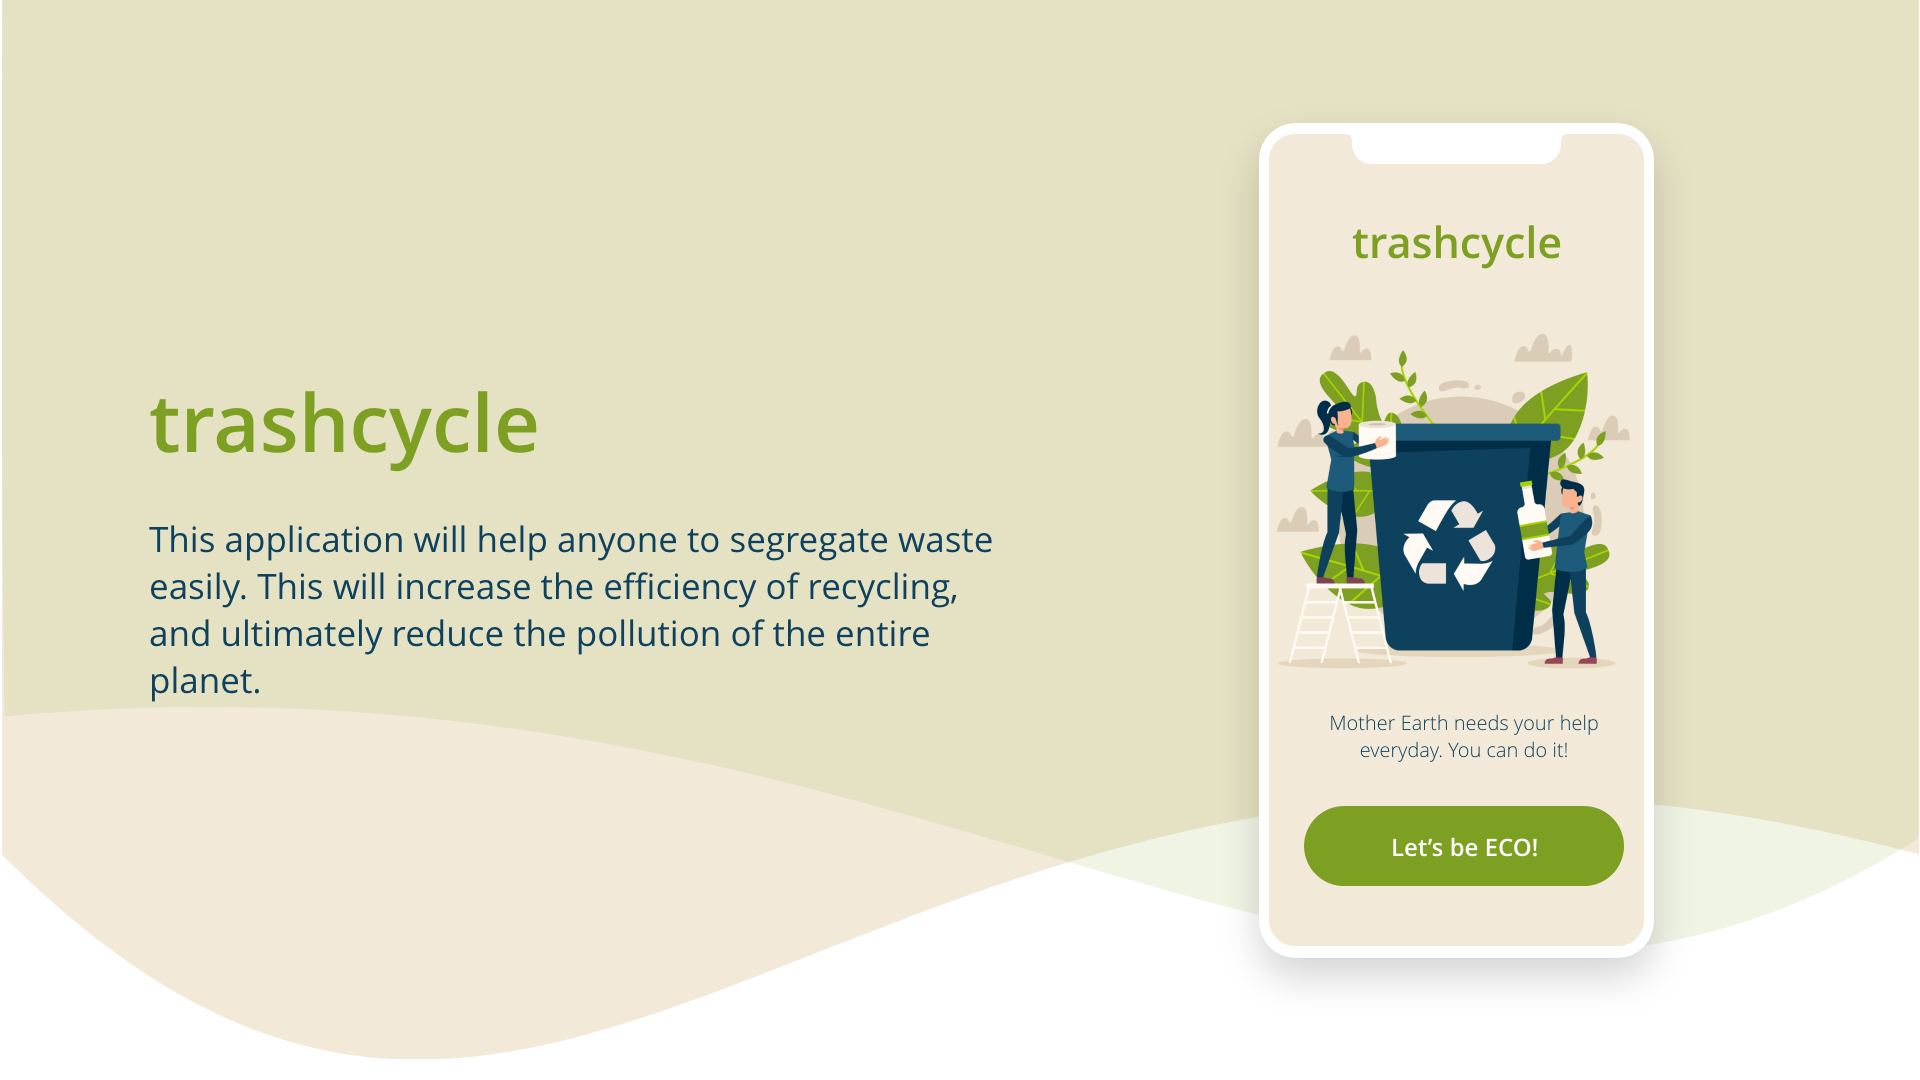 trashcycle
This application will help anyone to segregate waste
easily. This will increase the efficiency of recycling,
and ultimately reduce the pollution of the entire
planet.
trashcycle
Mother Earth needs your help
everyday. You can do it!
Let’s be ECO!